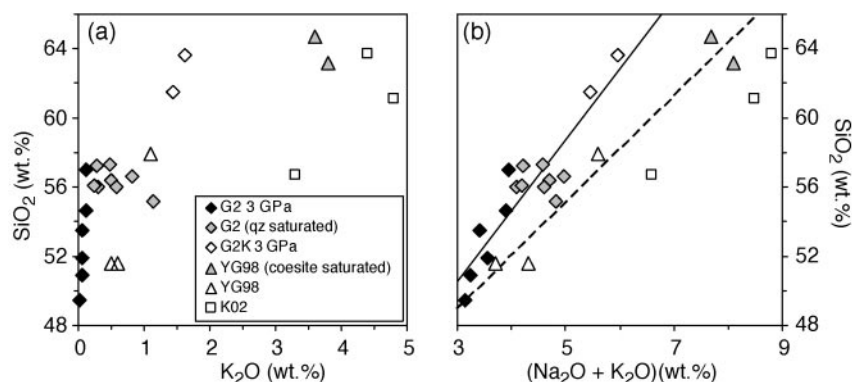 (a)
SiO₂ (wt.%)
64
60
56
52
48
0 1 2 3 4 5
K₂O (wt.%)
G2 3 GPa
G2 (qz saturated)
G2K 3 GPa
YG98 (coesite saturated)
YG98
K02
(b)
64
60
56
52
48
SiO₂ (wt.%)
3 5 7 9
(Na₂O + K₂O)(wt.%)